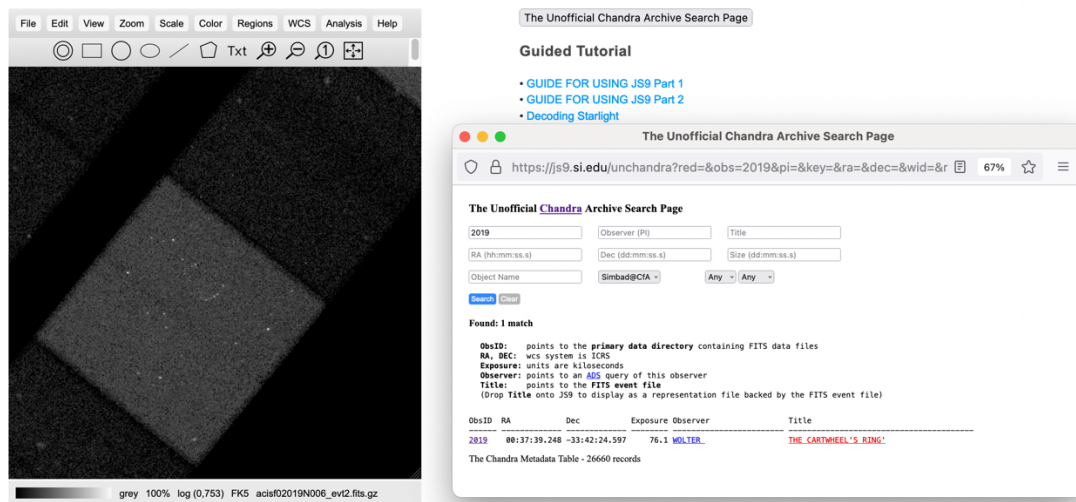 File Edit View Zoom Scale Color Regions WCS Analysis Help
Txt 1
grey 100% log (0,753) FK5 acisf02019N006_evt2.fits.gz
The Unofficial Chandra Archive Search Page
Guided Tutorial
• GUIDE FOR USING JS9 Part 1
• GUIDE FOR USING JS9 Part 2
• Decoding Starlight
The Unofficial Chandra Archive Search Page
https://js9.si.edu/unchandra?red=&obs=2019&pi=&key=&ra=&dec=&wid=&r 67%
The Unofficial Chandra Archive Search Page
2019 Observer (PI) Title
RA (hh:mm:ss.s) Dec (dd:mm:ss.s) Size (dd:mm:ss.s)
Object Name Simbad@CfA Any Any
Search Clear
Found: 1 match
ObsID: points to the primary data directory containing FITS data files
RA, DEC: wcs system is ICRS
Exposure: units are kiloseconds
Observer: points to an ADS query of this observer
Title: points to the FITS event file
(Drop Title onto JS9 to display as a representation file backed by the FITS event file)
ObsID RA Dec Exposure Observer Title
2019 00:37:39.248 -33:42:24.597 76.1 WOLTER THE CARTWHEEL'S RING'
The Chandra Metadata Table - 26660 records